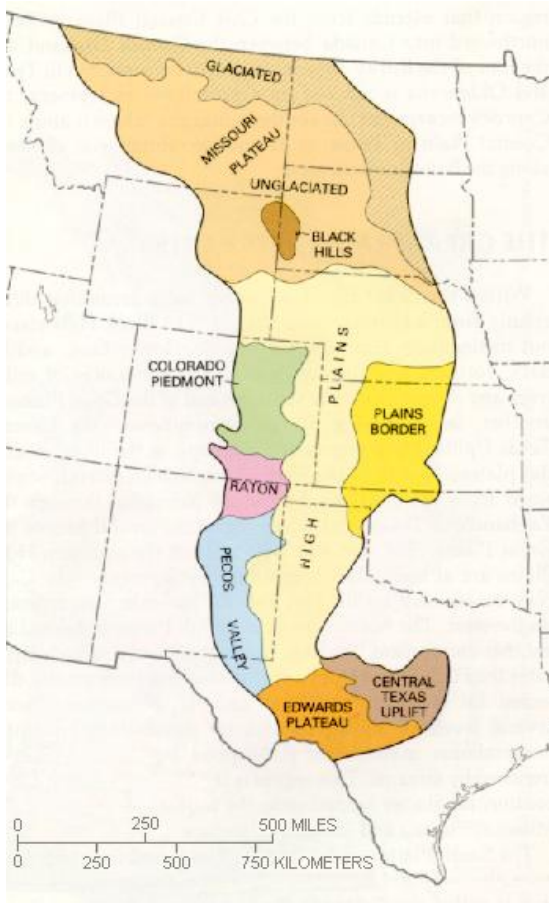 GLACIATED
MISSOURI
PLATEAU
UNGLACIATED
BLACK
HILLS
PLAINS
COLORADO
PIEDMONT
PLAINS
BORDER
RATON
HIGH
PECOS
VALLEY
CENTRAL
TEXAS
UPLIFT
EDWARDS
PLATEAU
0 250 500 MILES
0 250 500 750 KILOMETERS